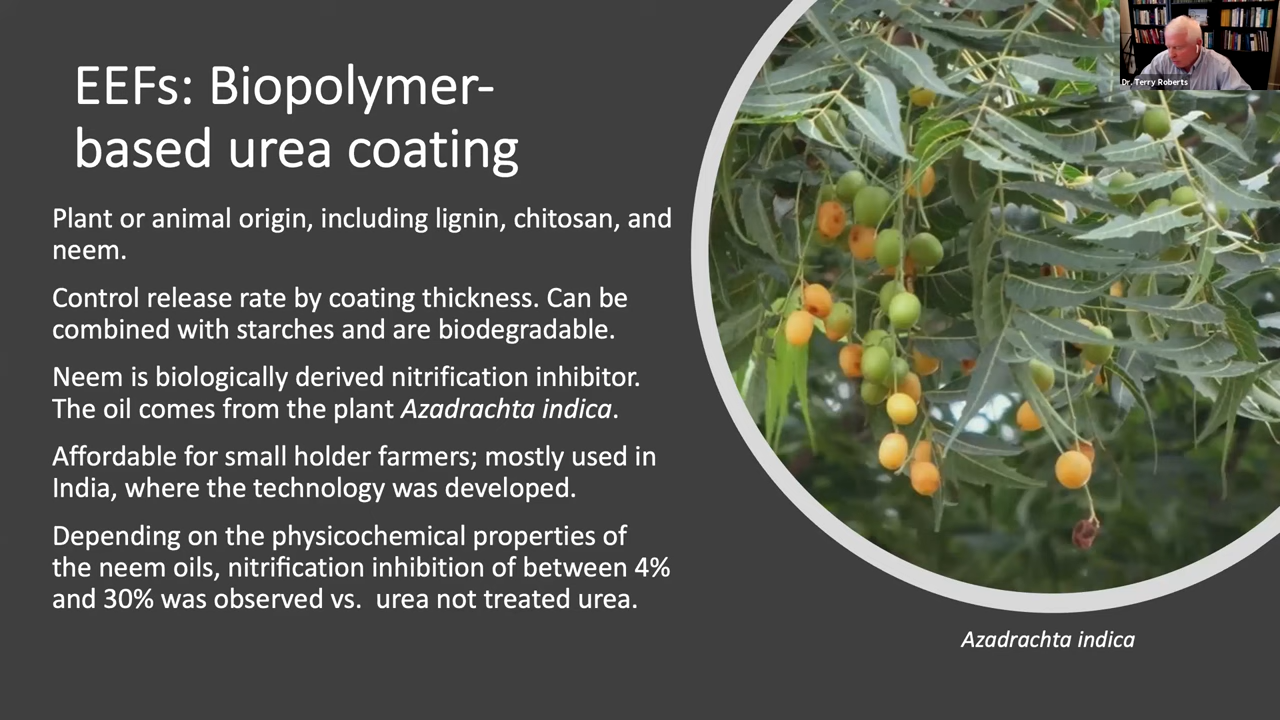 EEFs: Biopolymer-
based urea coating
Plant or animal origin, including lignin, chitosan, and
neem.
Control release rate by coating thickness. Can be
combined with starches and are biodegradable.
Neem is biologically derived nitrification inhibitor.
The oil comes from the plant Azadrachta indica.
Affordable for small holder farmers; mostly used in
India, where the technology was developed.
Depending on the physicochemical properties of
the neem oils, nitrification inhibition of between 4%
and 30% was observed vs.  urea not treated urea.
Dr. Terry Roberts
Azadrachta indica